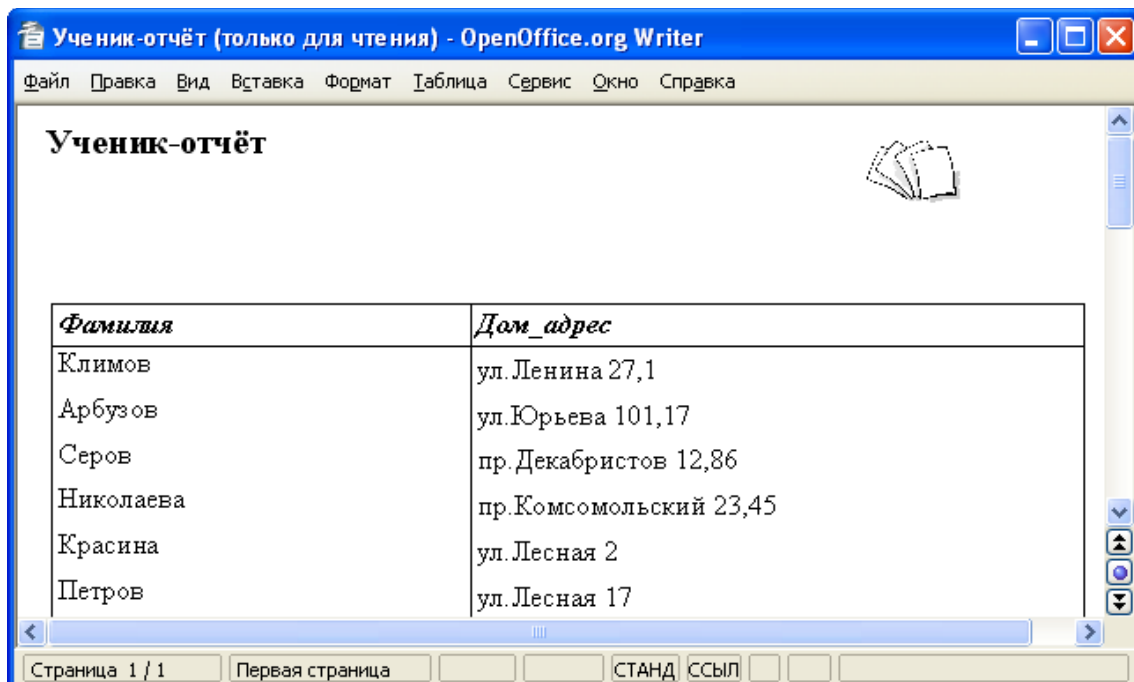 Ученик-отчёт (только для чтения) - OpenOffice.org Writer
Файл Правка Вид Вставка Формат Таблица Сервис Окно Справка
Ученик-отчёт
Фамилия Дом_адрес
Климов ул.Ленина 27,1
Арбузов ул.Юрьева 101,17
Серов пр.Декабристов 12,86
Николаева пр.Комсомольский 23,45
Красина ул.Лесная 2
Петров ул.Лесная 17
Страница 1 / 1 Первая страница СТАНД ССЫЛ